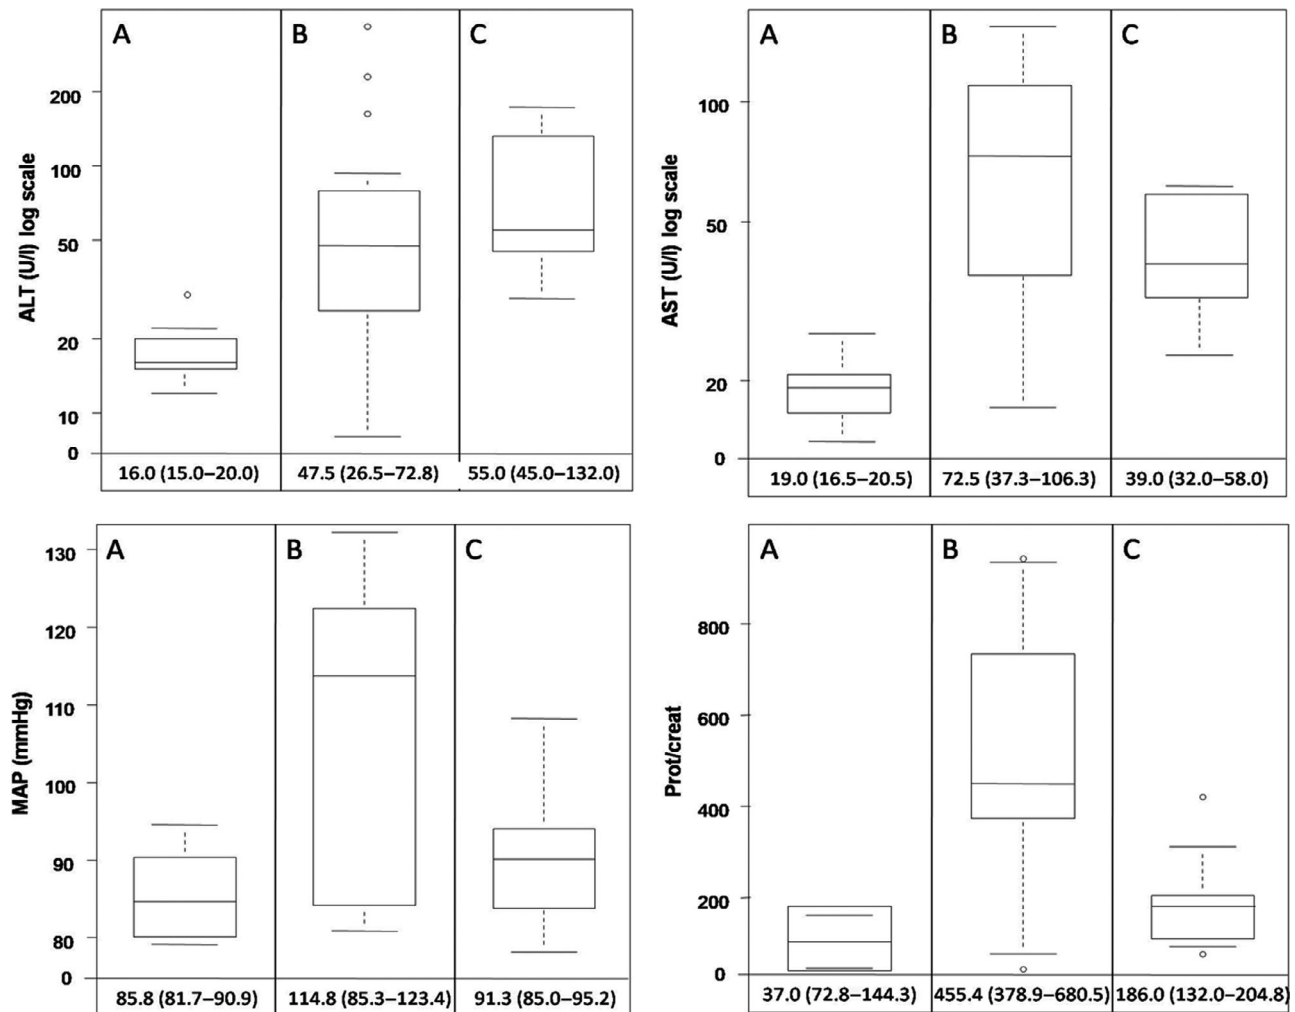 A B C
ALT (U/l) log scale
200
100
50
20
10
0
16.0 (15.0–20.0) 47.5 (26.5–72.8) 55.0 (45.0–132.0)
A B C
AST (U/l) log scale
100
50
20
0
19.0 (16.5–20.5) 72.5 (37.3–106.3) 39.0 (32.0–58.0)
A B C
MAP (mmHg)
130
120
110
100
90
80
0
85.8 (81.7–90.9) 114.8 (85.3–123.4) 91.3 (85.0–95.2)
A B C
Prot/creat
800
600
400
200
0
37.0 (72.8–144.3) 455.4 (378.9–680.5) 186.0 (132.0–204.8)